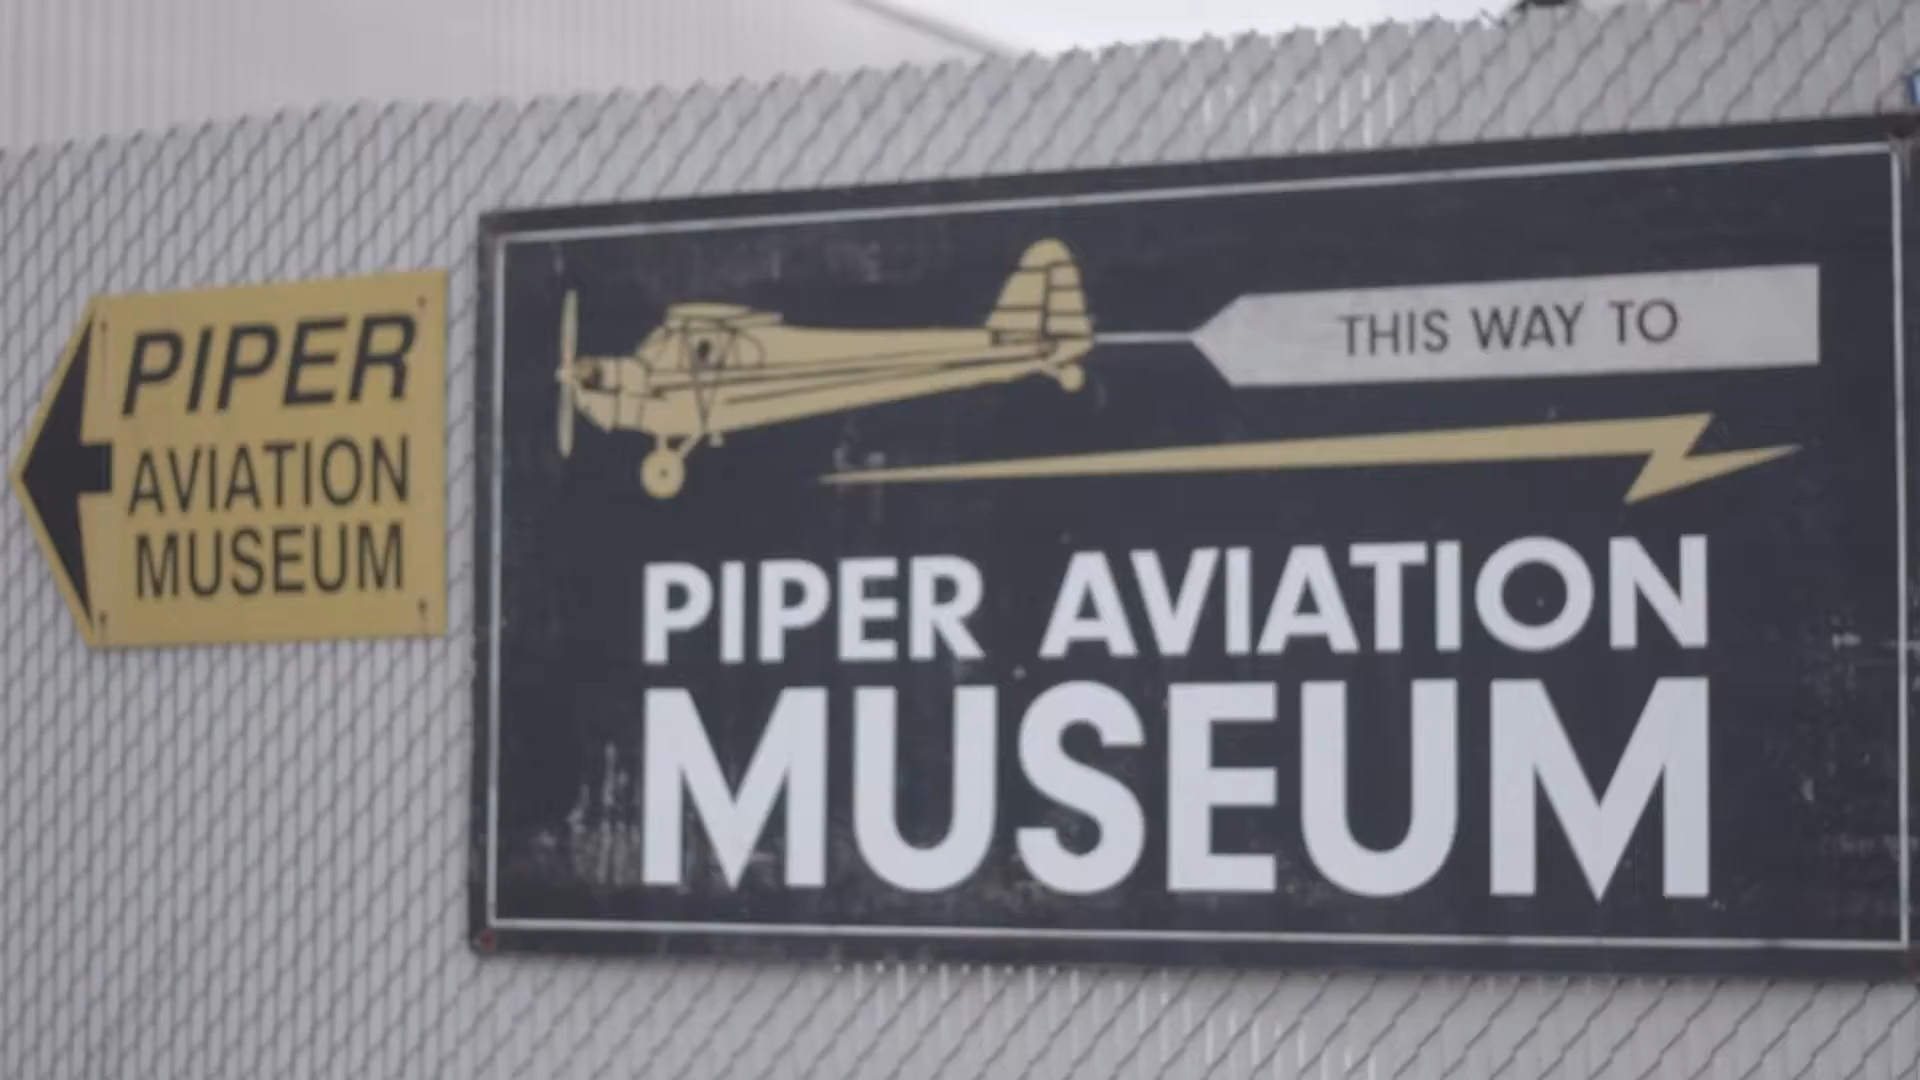 PIPER
AVIATION
MUSEUM
THIS WAY TO
PIPER AVIATION
MUSEUM